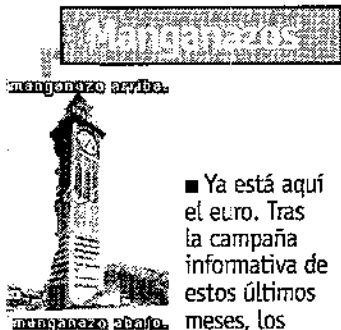 Manganazos
manganazo arriba.
■ Ya está aquí
el euro. Tras
la campaña
informativa de
estos últimos
meses, los
manganazo abajo.